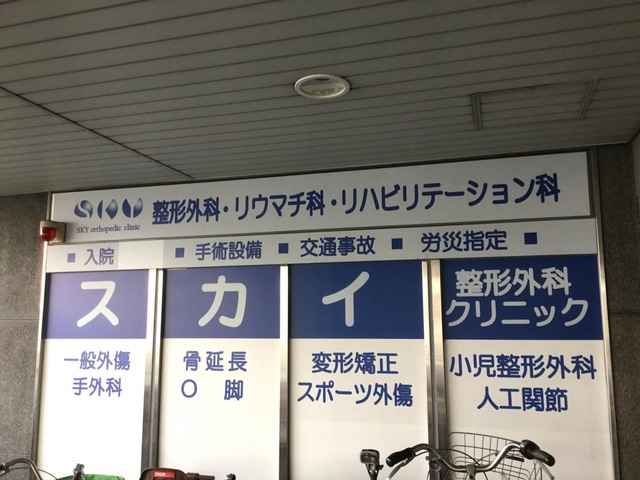 SKY 整形外科・リウマチ科・リハビリテーション科
SKY orthopedic clinic
■ 入院 ■ 手術設備 ■ 交通事故 ■ 労災指定 ■
スカイ
整形外科
クリニック
一般外傷
手外科
骨延長
O脚
変形矯正
スポーツ外傷
小児整形外科
人工関節